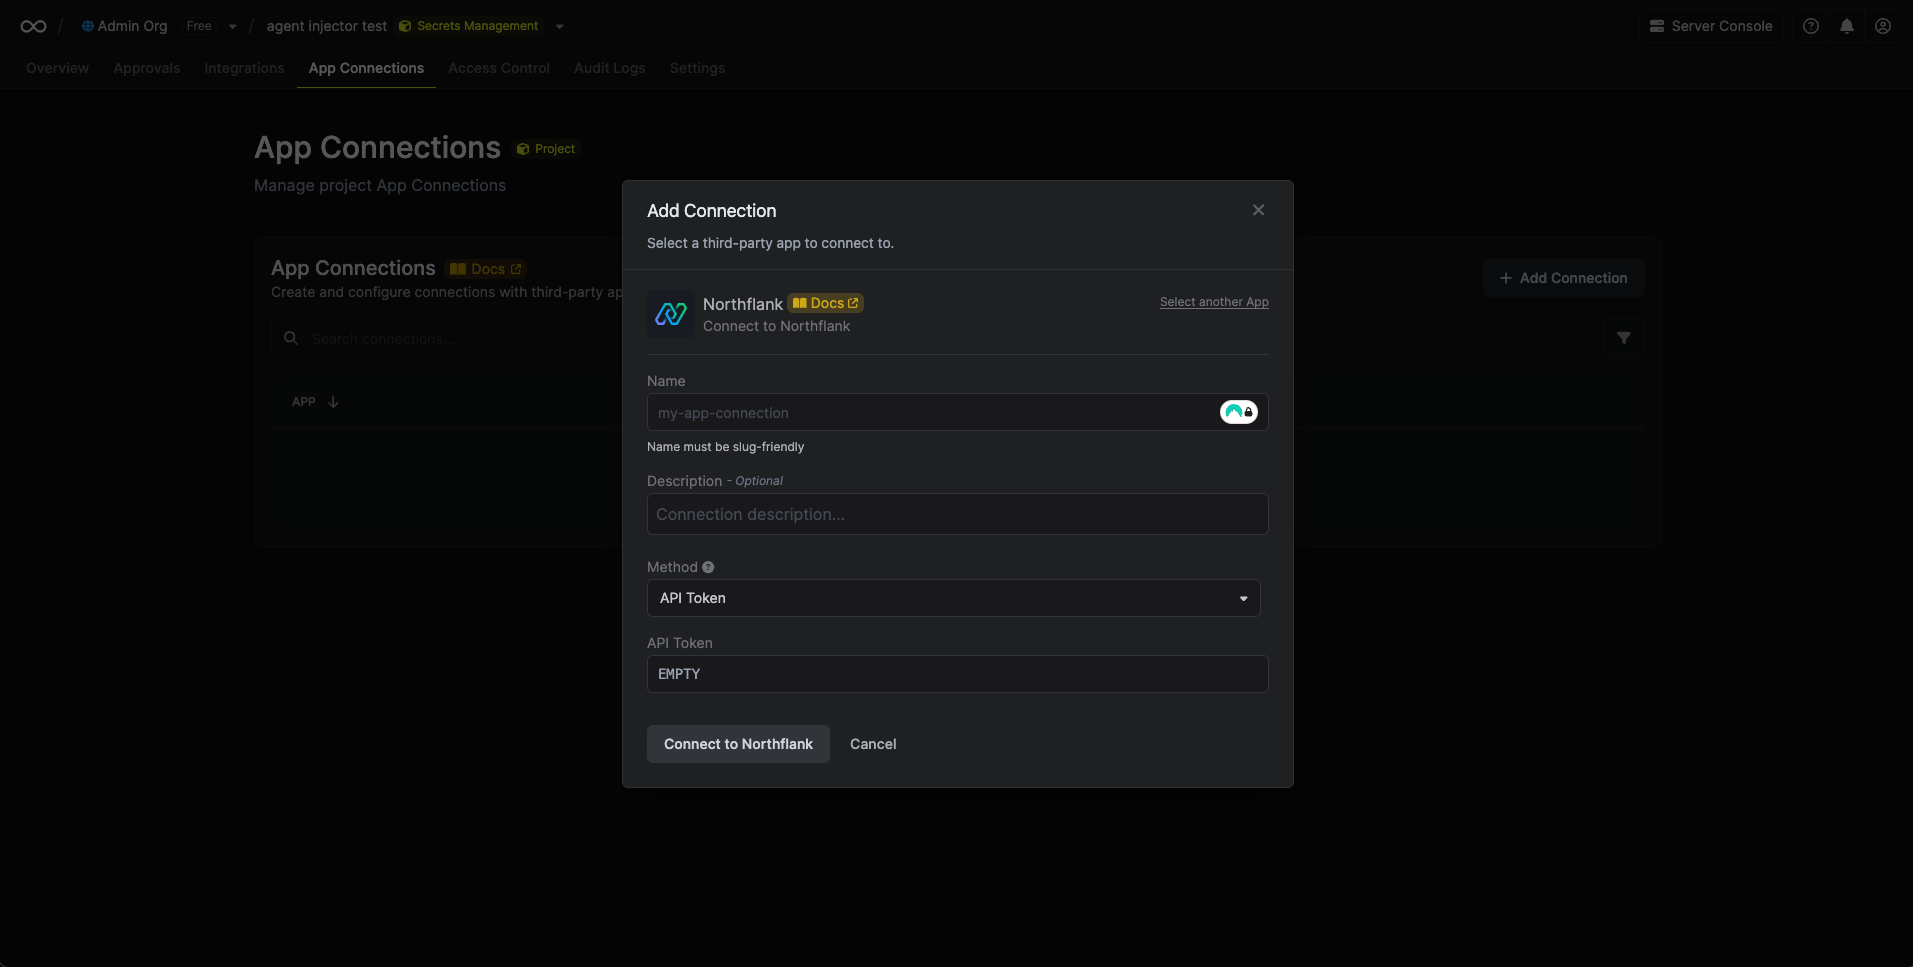 / Admin Org Free / agent injector test Secrets Management Server Console
Overview Approvals Integrations App Connections Access Control Audit Logs Settings
App Connections Project
Manage project App Connections
App Connections Docs
Create and configure connections with third-party ap
+ Add Connection
Search connections...
APP
Add Connection
Select a third-party app to connect to.
Northflank Docs
Select another App
Connect to Northflank
Name
my-app-connection
Name must be slug-friendly
Description - Optional
Connection description...
Method
API Token
API Token
EMPTY
Connect to Northflank Cancel